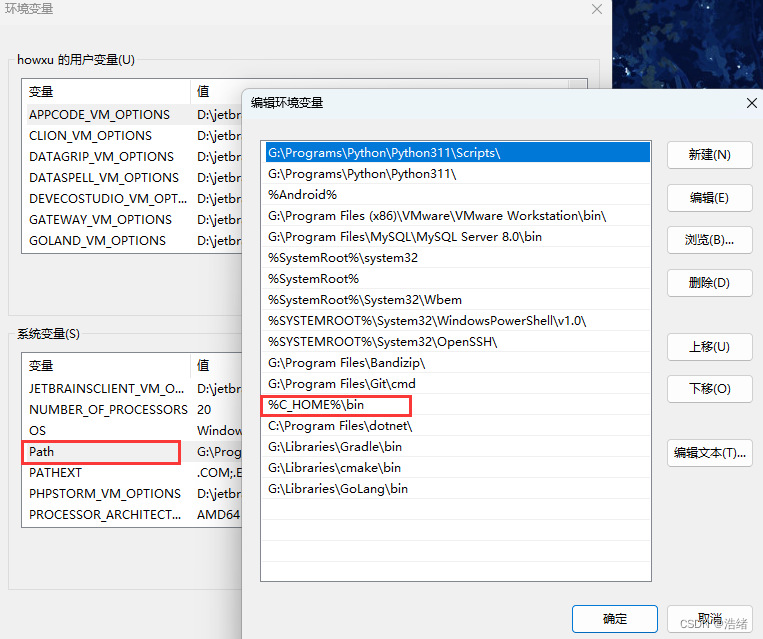 环境变量
howxu 的用户变量(U)
变量 值
APPCODE_VM_OPTIONS D:\jetbr
CLION_VM_OPTIONS D:\jetbr
DATAGRIP_VM_OPTIONS D:\jetbr
DATASPELL_VM_OPTIONS D:\jetbr
DEVECOSTUDIO_VM_OPT... D:\jetbr
GATEWAY_VM_OPTIONS D:\jetbr
GOLAND_VM_OPTIONS D:\jetbr
系统变量(S)
变量 值
JETBRAINSCLIENT_VM_O... D:\jetbr
NUMBER_OF_PROCESSORS 20
OS Window
Path G:\Prog
PATHEXT .COM;.E
PHPSTORM_VM_OPTIONS D:\jetbr
PROCESSOR_ARCHITECT... AMD64
编辑环境变量
G:\Programs\Python\Python311\Scripts\
G:\Programs\Python\Python311\
%Android%
G:\Program Files (x86)\VMware\VMware Workstation\bin\
G:\Program Files\MySQL\MySQL Server 8.0\bin
%SystemRoot%\system32
%SystemRoot%
%SystemRoot%\System32\Wbem
%SYSTEMROOT%\System32\WindowsPowerShell\v1.0\
%SYSTEMROOT%\System32\OpenSSH\
G:\Program Files\Bandizip\
G:\Program Files\Git\cmd
%C_HOME%\bin
C:\Program Files\dotnet\
G:\Libraries\Gradle\bin
G:\Libraries\cmake\bin
G:\Libraries\GoLang\bin
新建(N)
编辑(E)
浏览(B)...
删除(D)
上移(U)
下移(O)
编辑文本(T)...
确定
取消
CSDN @浩绪